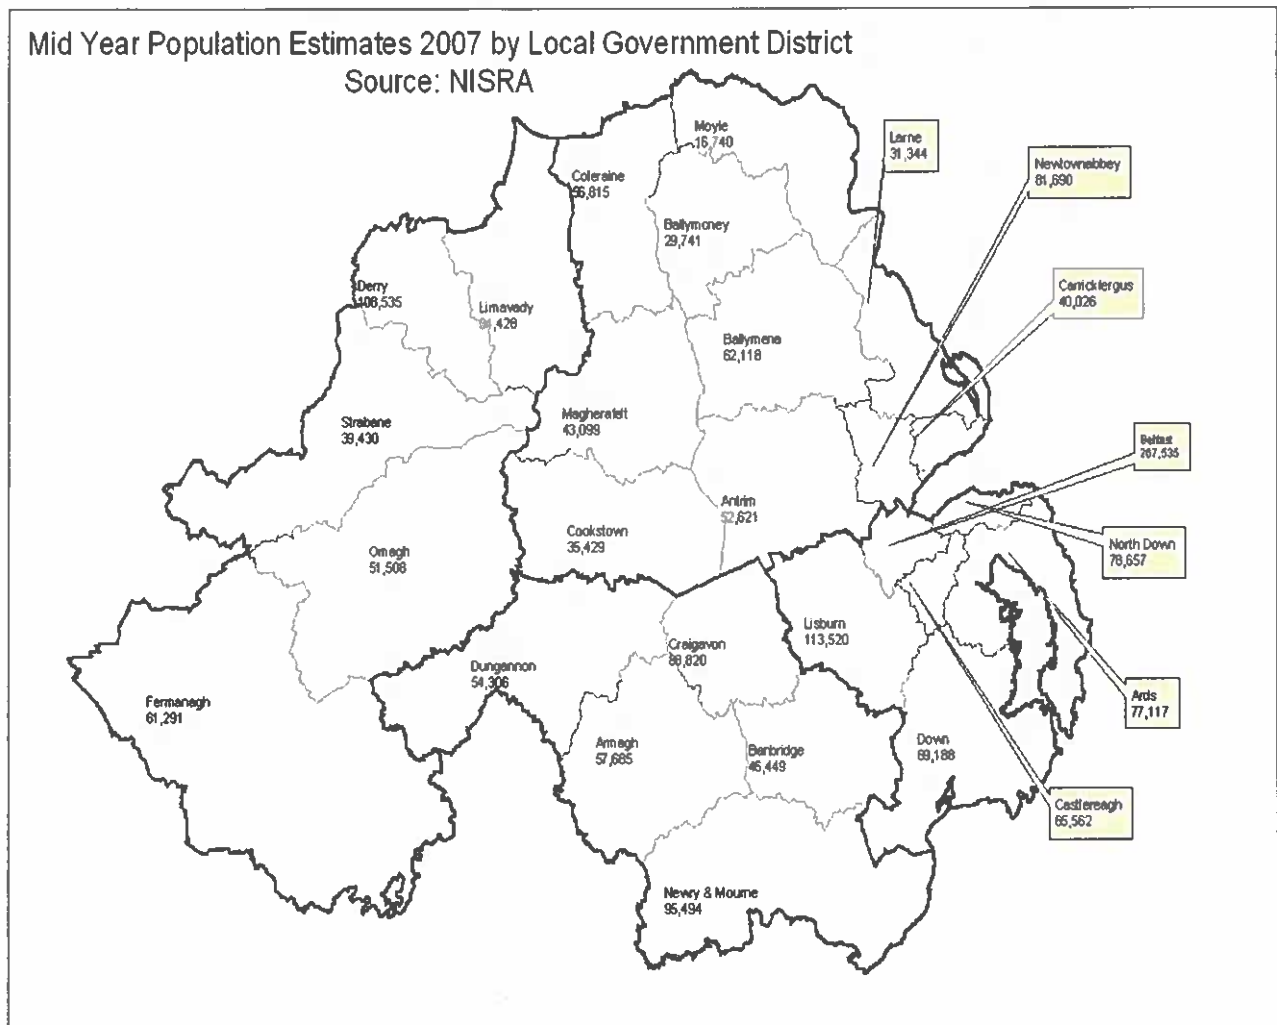 Mid Year Population Estimates 2007 by Local Government District
Source: NISRA
Moyle
16,740
Larne
31,344
Newtownabbey
81,690
Coleraine
56,815
Ballymoney
29,741
Carrickfergus
40,026
Derry
108,535
Limavady
Ballymena
62,118
Strabane
39,430
Magherafelt
43,099
Belfast
267,535
Antrim
52,621
Cookstown
35,429
North Down
78,657
Omagh
51,508
Lisburn
113,520
Craigavon
88,820
Dungannon
54,306
Fermanagh
61,291
Ards
77,117
Armagh
57,685
Banbridge
46,449
Down
69,188
Castlereagh
65,562
Newry & Mourne
95,494